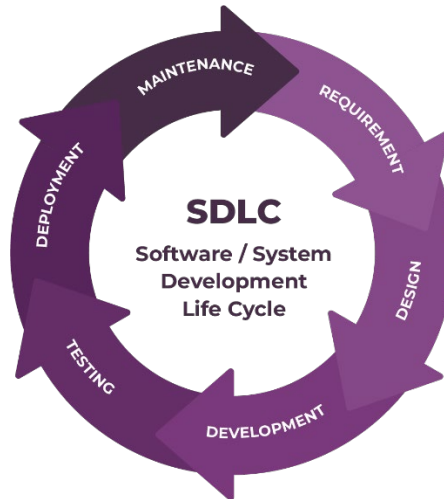 SDLC
Software / System
Development
Life Cycle
REQUIREMENT
DESIGN
DEVELOPMENT
TESTING
DEPLOYMENT
MAINTENANCE